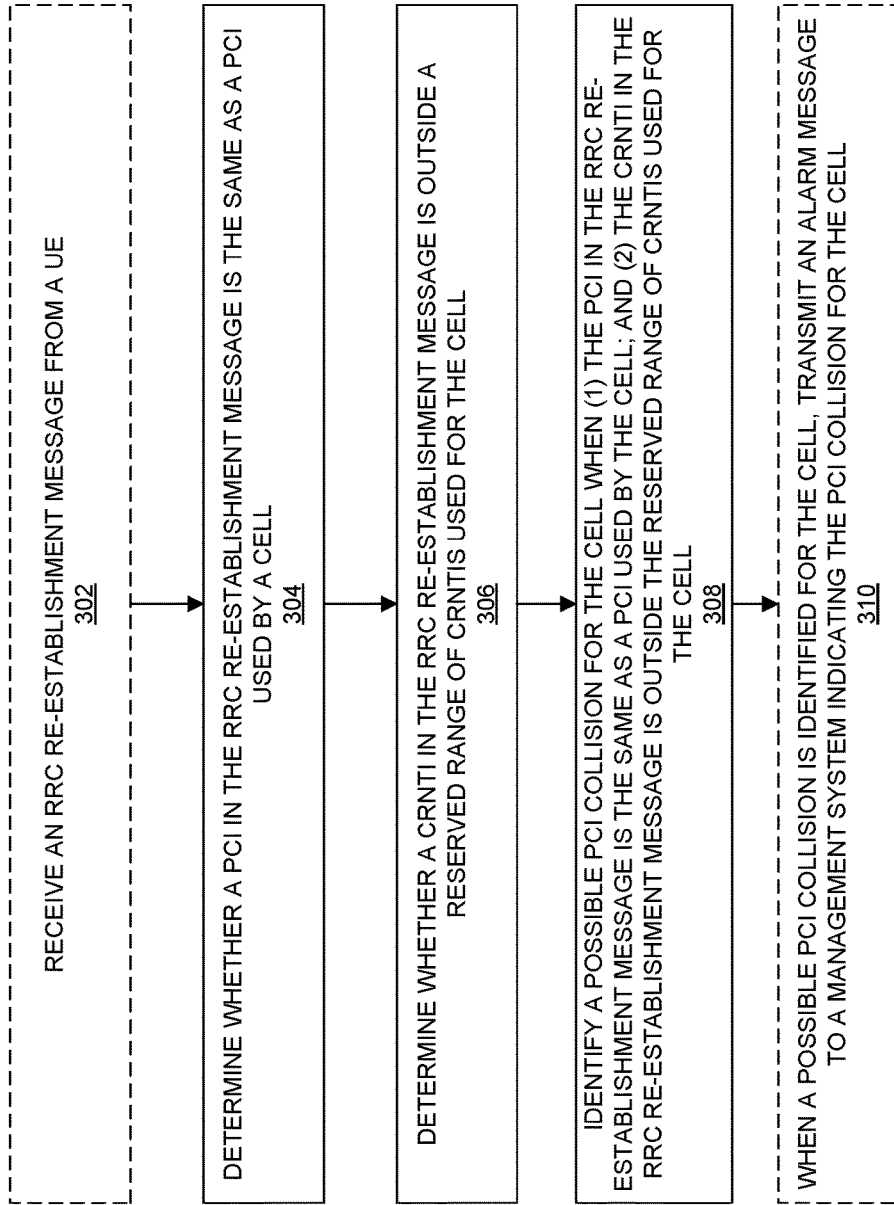 RECEIVE AN RRC RE-ESTABLISHMENT MESSAGE FROM A UE
302
DETERMINE WHETHER A PCI IN THE RRC RE-ESTABLISHMENT MESSAGE IS THE SAME AS A PCI
USED BY A CELL
304
DETERMINE WHETHER A CRNTI IN THE RRC RE-ESTABLISHMENT MESSAGE IS OUTSIDE A
RESERVED RANGE OF CRNTIS USED FOR THE CELL
306
IDENTIFY A POSSIBLE PCI COLLISION FOR THE CELL WHEN (1) THE PCI IN THE RRC RE-
ESTABLISHMENT MESSAGE IS THE SAME AS A PCI USED BY THE CELL; AND (2) THE CRNTI IN THE
RRC RE-ESTABLISHMENT MESSAGE IS OUTSIDE THE RESERVED RANGE OF CRNTIS USED FOR
THE CELL
308
WHEN A POSSIBLE PCI COLLISION IS IDENTIFIED FOR THE CELL, TRANSMIT AN ALARM MESSAGE
TO A MANAGEMENT SYSTEM INDICATING THE PCI COLLISION FOR THE CELL
310